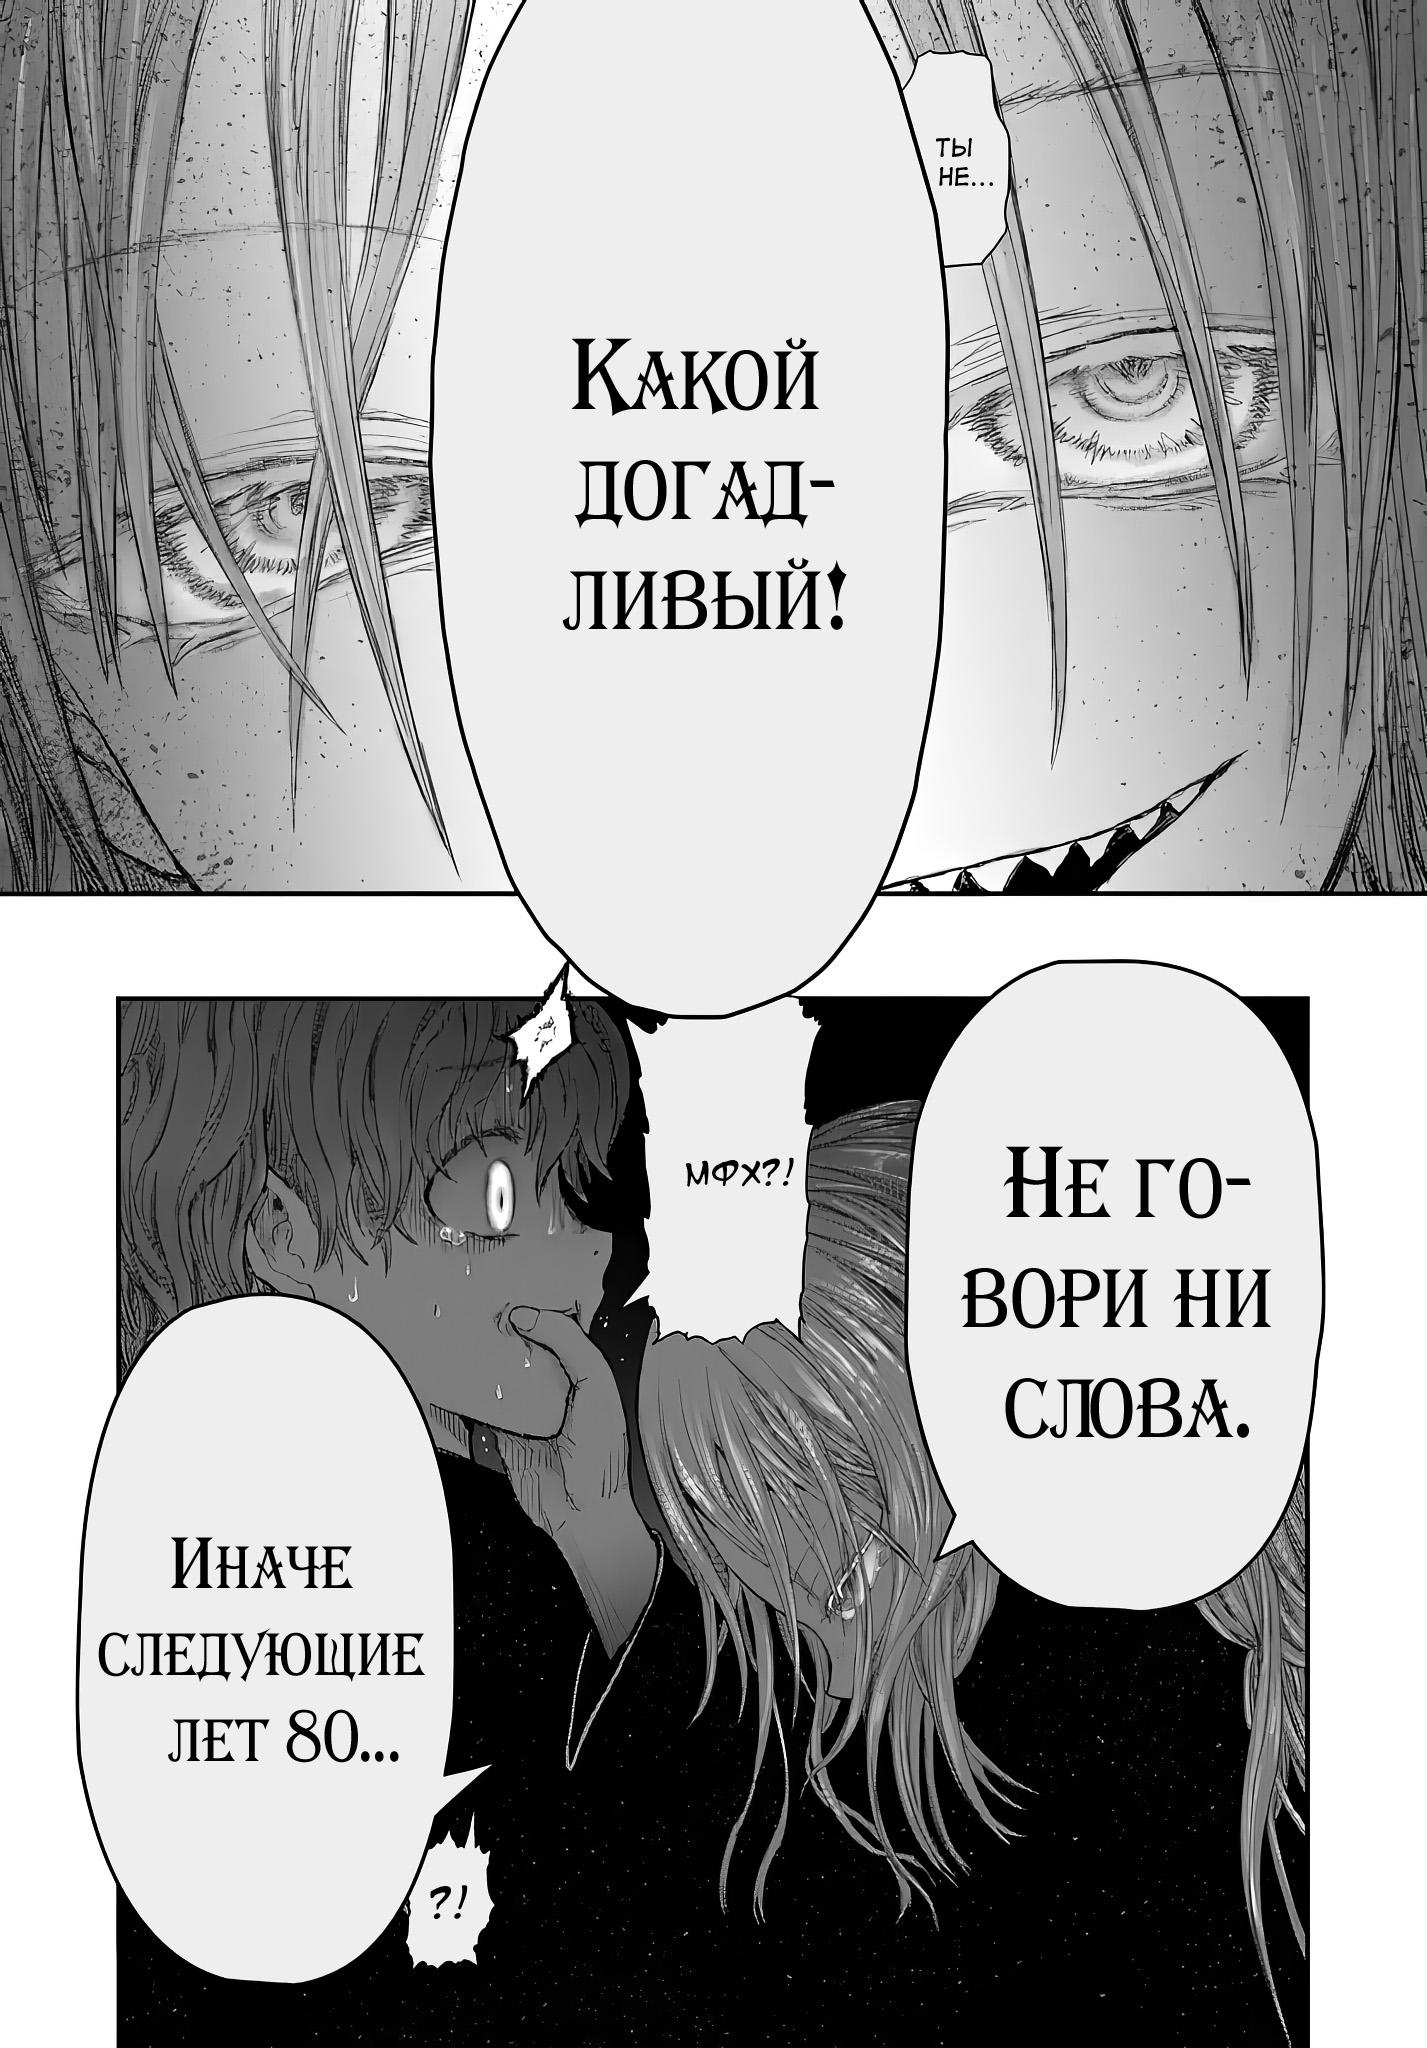 ТЫ
НЕ...
КАКОЙ
ДОГАД-
ЛИВЫЙ!
НЕ ГО-
ВОРИ НИ
СЛОВА.
МФХ?!
ИНАЧЕ
СЛЕДУЮЩИЕ
ЛЕТ 80...
?!